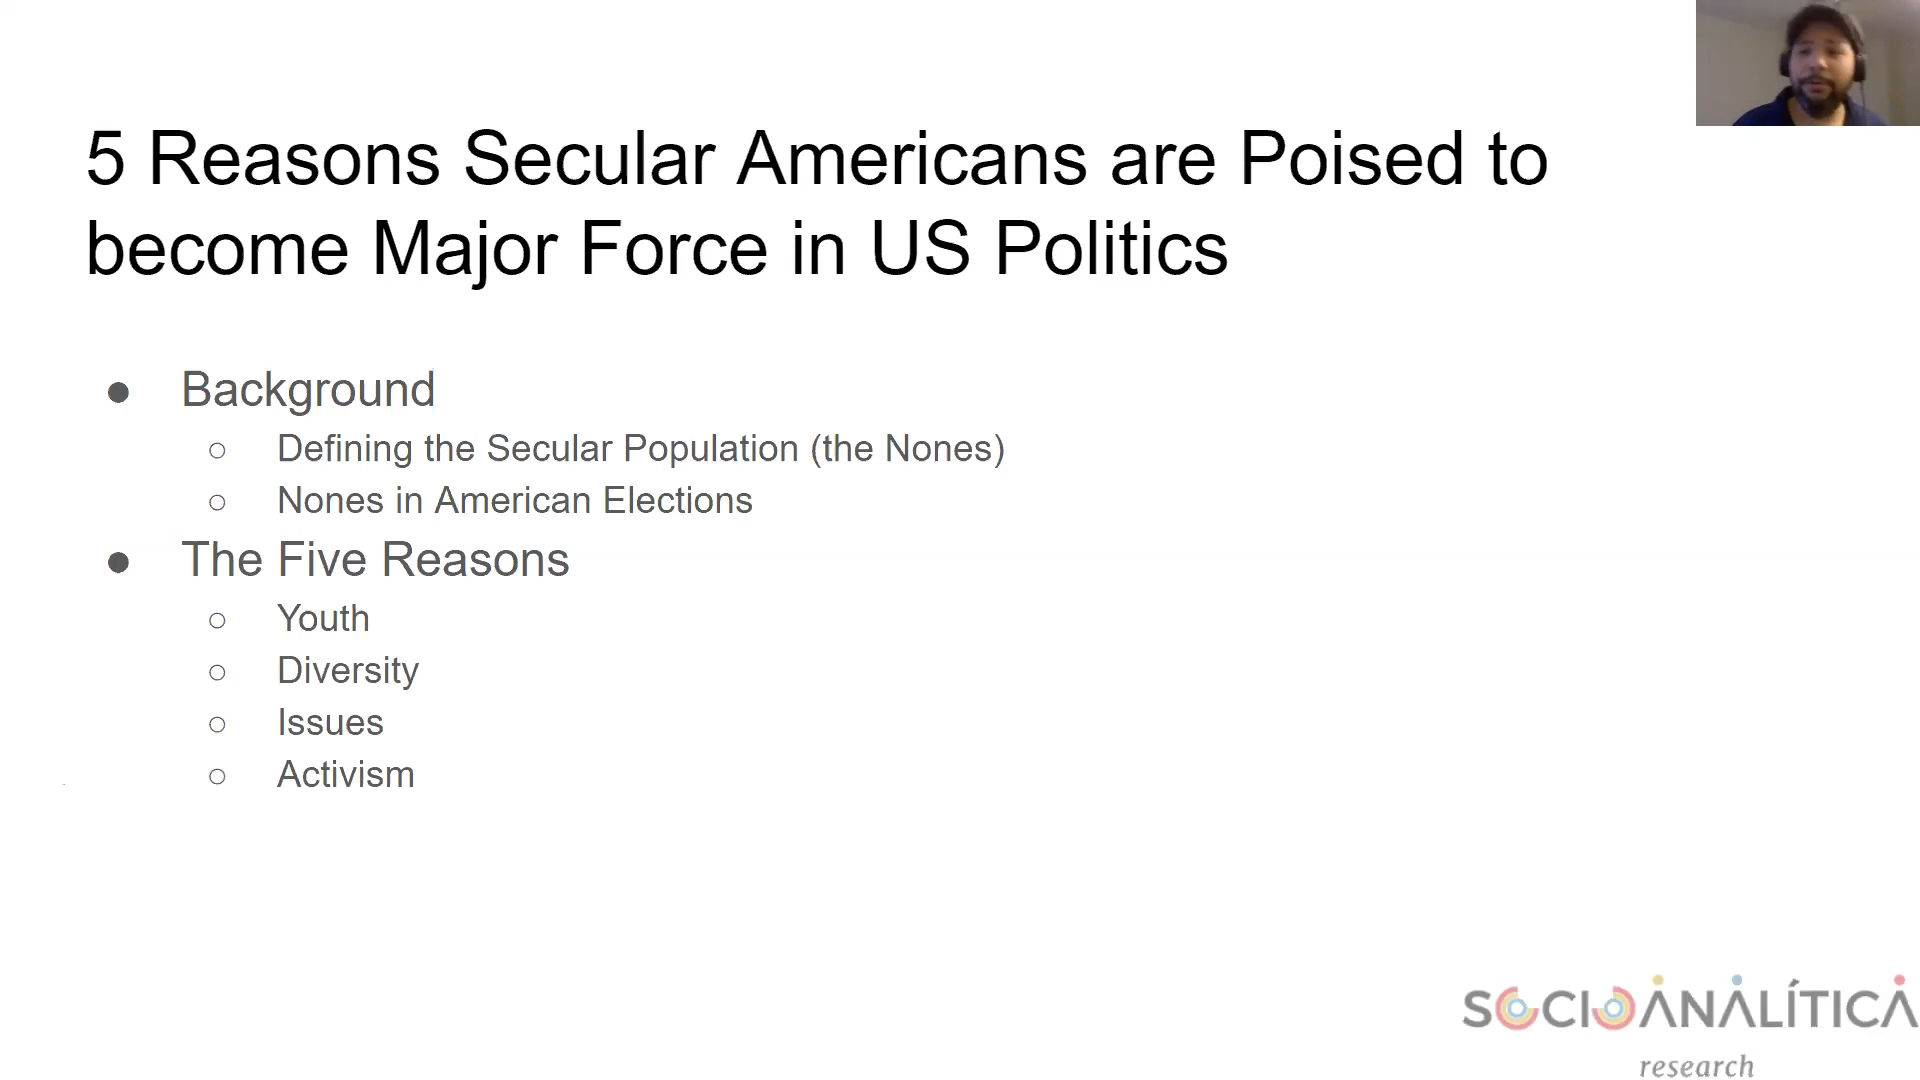 5 Reasons Secular Americans are Poised to
become Major Force in US Politics
● Background
○ Defining the Secular Population (the Nones)
○ Nones in American Elections
● The Five Reasons
○ Youth
○ Diversity
○ Issues
○ Activism
SOCIOANALÍTICA
research